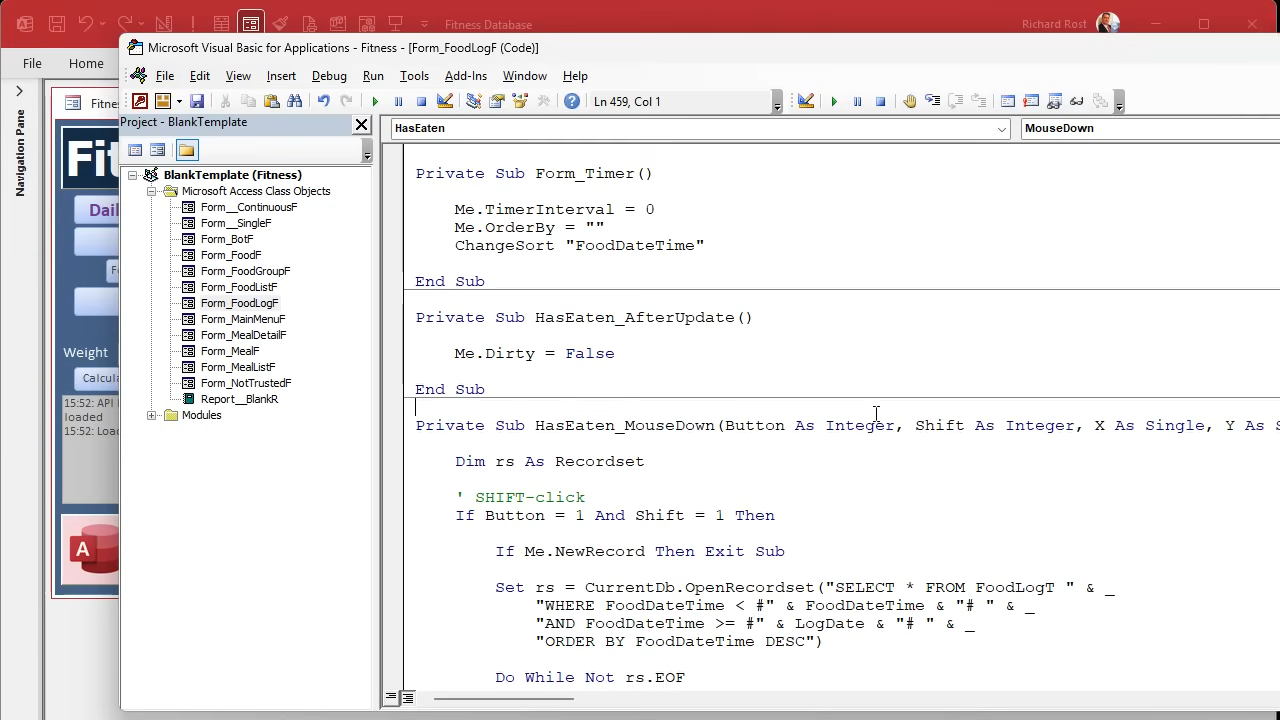 Fitness Database
Richard Rost
Microsoft Visual Basic for Applications - Fitness - [Form_FoodLogF (Code)]
File Home
File Edit View Insert Debug Run Tools Add-Ins Window Help
Ln 459, Col 1
Project - BlankTemplate
HasEaten
MouseDown
Navigation Pane
Fitne
Fit
Dail
Weight
Calcula
15:52: API
loaded
15:52: Load
A
BlankTemplate (Fitness)
Microsoft Access Class Objects
Form__ContinuousF
Form__SingleF
Form_BotF
Form_FoodF
Form_FoodGroupF
Form_FoodListF
Form_FoodLogF
Form_MainMenuF
Form_MealDetailF
Form_MealF
Form_MealListF
Form_NotTrustedF
Report__BlankR
Modules
Private Sub Form_Timer()
Me.TimerInterval = 0
Me.OrderBy = ""
ChangeSort "FoodDateTime"
End Sub
Private Sub HasEaten_AfterUpdate()
Me.Dirty = False
End Sub
Private Sub HasEaten_MouseDown(Button As Integer, Shift As Integer, X As Single, Y As S
Dim rs As Recordset
' SHIFT-click
If Button = 1 And Shift = 1 Then
If Me.NewRecord Then Exit Sub
Set rs = CurrentDb.OpenRecordset("SELECT * FROM FoodLogT " & _
"WHERE FoodDateTime < #" & FoodDateTime & "# " & _
"AND FoodDateTime >= #" & LogDate & "# " & _
"ORDER BY FoodDateTime DESC")
Do While Not rs.EOF